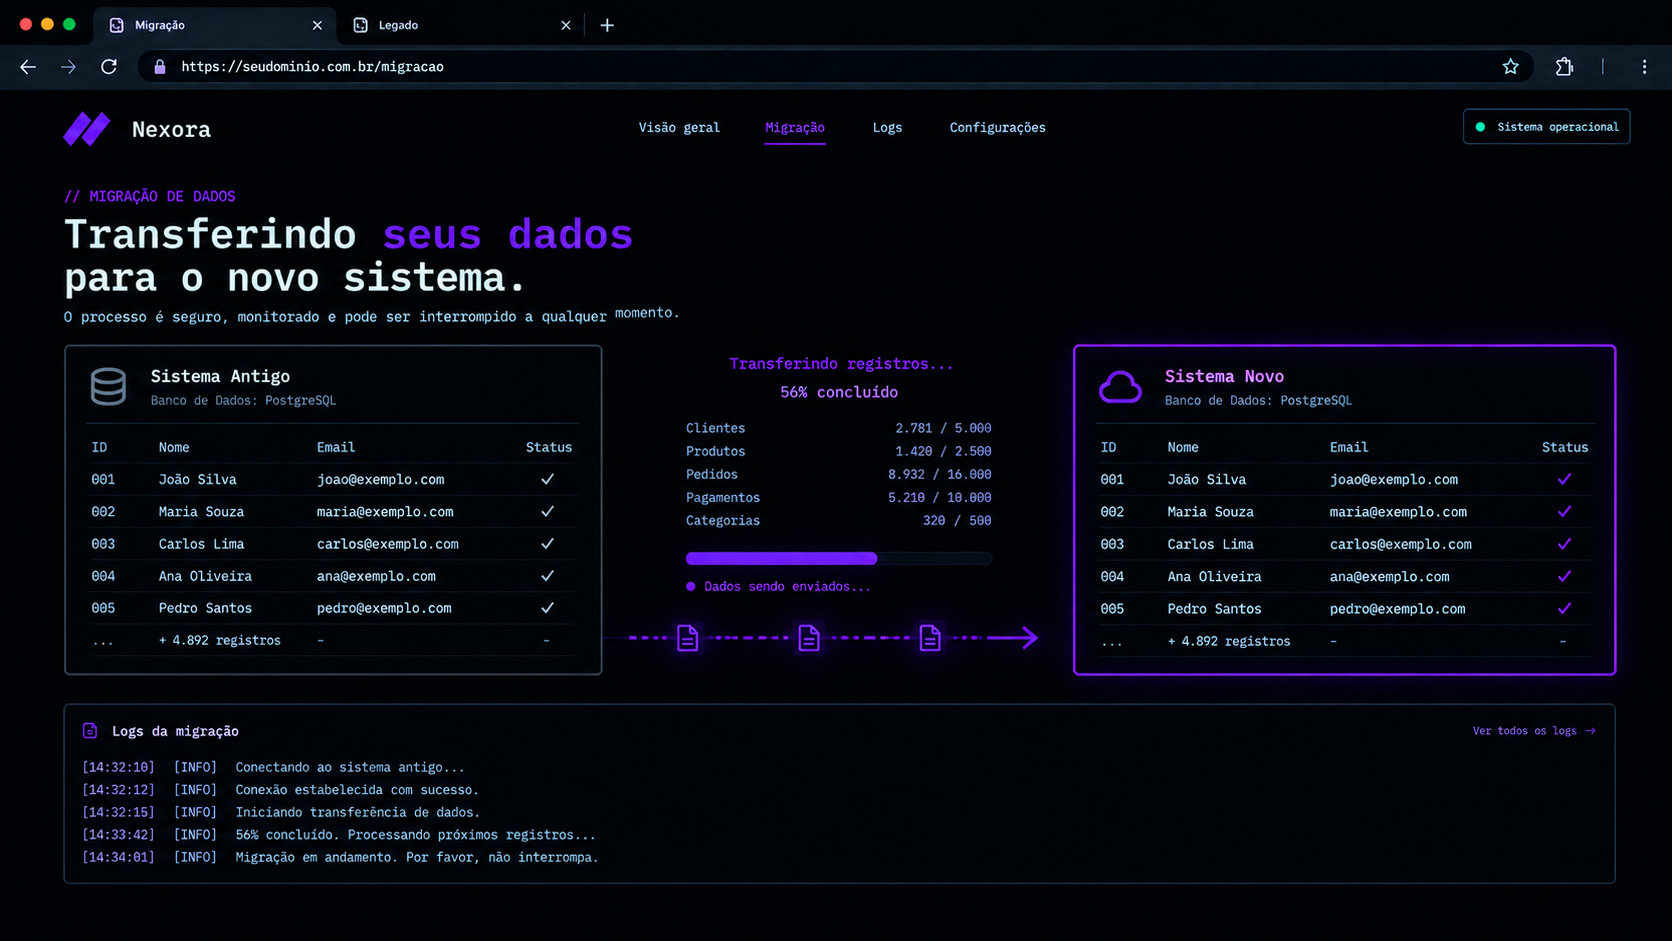 Migração
Legado
https://seudominio.com.br/migracao
Nexora
Visão geral
Migração
Logs
Configurações
Sistema operacional
// MIGRAÇÃO DE DADOS
Transferindo seus dados
para o novo sistema.
O processo é seguro, monitorado e pode ser interrompido a qualquer momento.
Sistema Antigo
Banco de Dados: PostgreSQL
ID Nome Email Status
001 João Silva joao@exemplo.com
002 Maria Souza maria@exemplo.com
003 Carlos Lima carlos@exemplo.com
004 Ana Oliveira ana@exemplo.com
005 Pedro Santos pedro@exemplo.com
... + 4.892 registros - -
Transferindo registros...
56% concluído
Clientes 2.781 / 5.000
Produtos 1.420 / 2.500
Pedidos 8.932 / 16.000
Pagamentos 5.210 / 10.000
Categorias 320 / 500
Dados sendo enviados...
Sistema Novo
Banco de Dados: PostgreSQL
ID Nome Email Status
001 João Silva joao@exemplo.com
002 Maria Souza maria@exemplo.com
003 Carlos Lima carlos@exemplo.com
004 Ana Oliveira ana@exemplo.com
005 Pedro Santos pedro@exemplo.com
... + 4.892 registros - -
Logs da migração
Ver todos os logs →
[14:32:10] [INFO] Conectando ao sistema antigo...
[14:32:12] [INFO] Conexão estabelecida com sucesso.
[14:32:15] [INFO] Iniciando transferência de dados.
[14:33:42] [INFO] 56% concluído. Processando próximos registros...
[14:34:01] [INFO] Migração em andamento. Por favor, não interrompa.